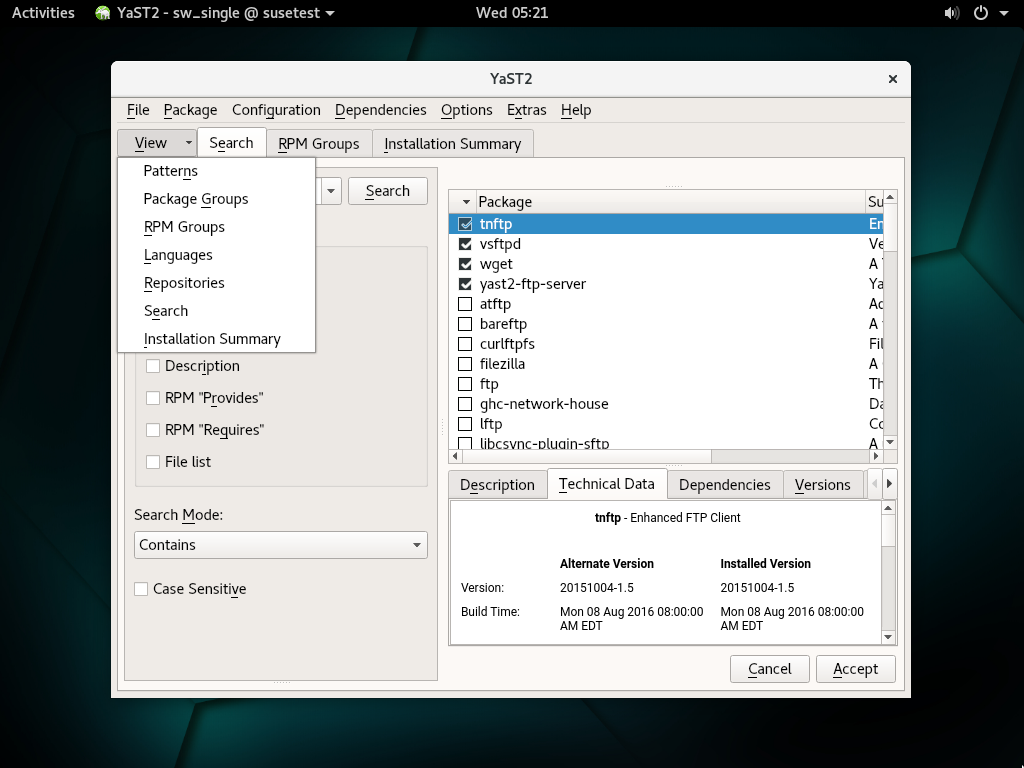 Activities YaST2 - sw_single @ susetest Wed 05:21
YaST2
File Package Configuration Dependencies Options Extras Help
View Search RPM Groups Installation Summary
Patterns
Package Groups
RPM Groups
Languages
Repositories
Search
Installation Summary
Search
Description
RPM "Provides"
RPM "Requires"
File list
Search Mode:
Contains
Case Sensitive
Package Su
tnftp En
vsftpd Ve
wget A
yast2-ftp-server Ya
atftp Ad
bareftp A
curlftpfs Fil
filezilla A
ftp Th
ghc-network-house Da
lftp Co
libcsync-plugin-sftp A
Description Technical Data Dependencies Versions
tnftp - Enhanced FTP Client
Alternate Version Installed Version
Version: 20151004-1.5 20151004-1.5
Build Time: Mon 08 Aug 2016 08:00:00 Mon 08 Aug 2016 08:00:00
AM EDT AM EDT
Cancel Accept